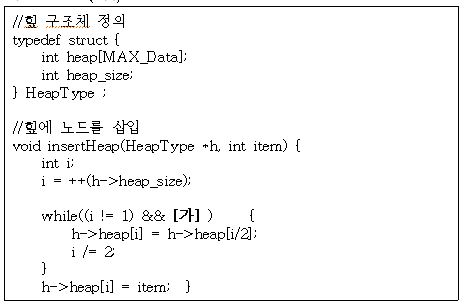 //힙 구조체 정의
typedef struct {
int heap[MAX_Data];
int heap_size;
} HeapType ;
//힙에 노드를 삽입
void insertHeap(HeapType *h, int item) {
int i;
i = ++(h->heap_size);
while((i != 1) && [가] ) {
h->heap[i] = h->heap[i/2];
i /= 2;
}
h->heap[i] = item; }